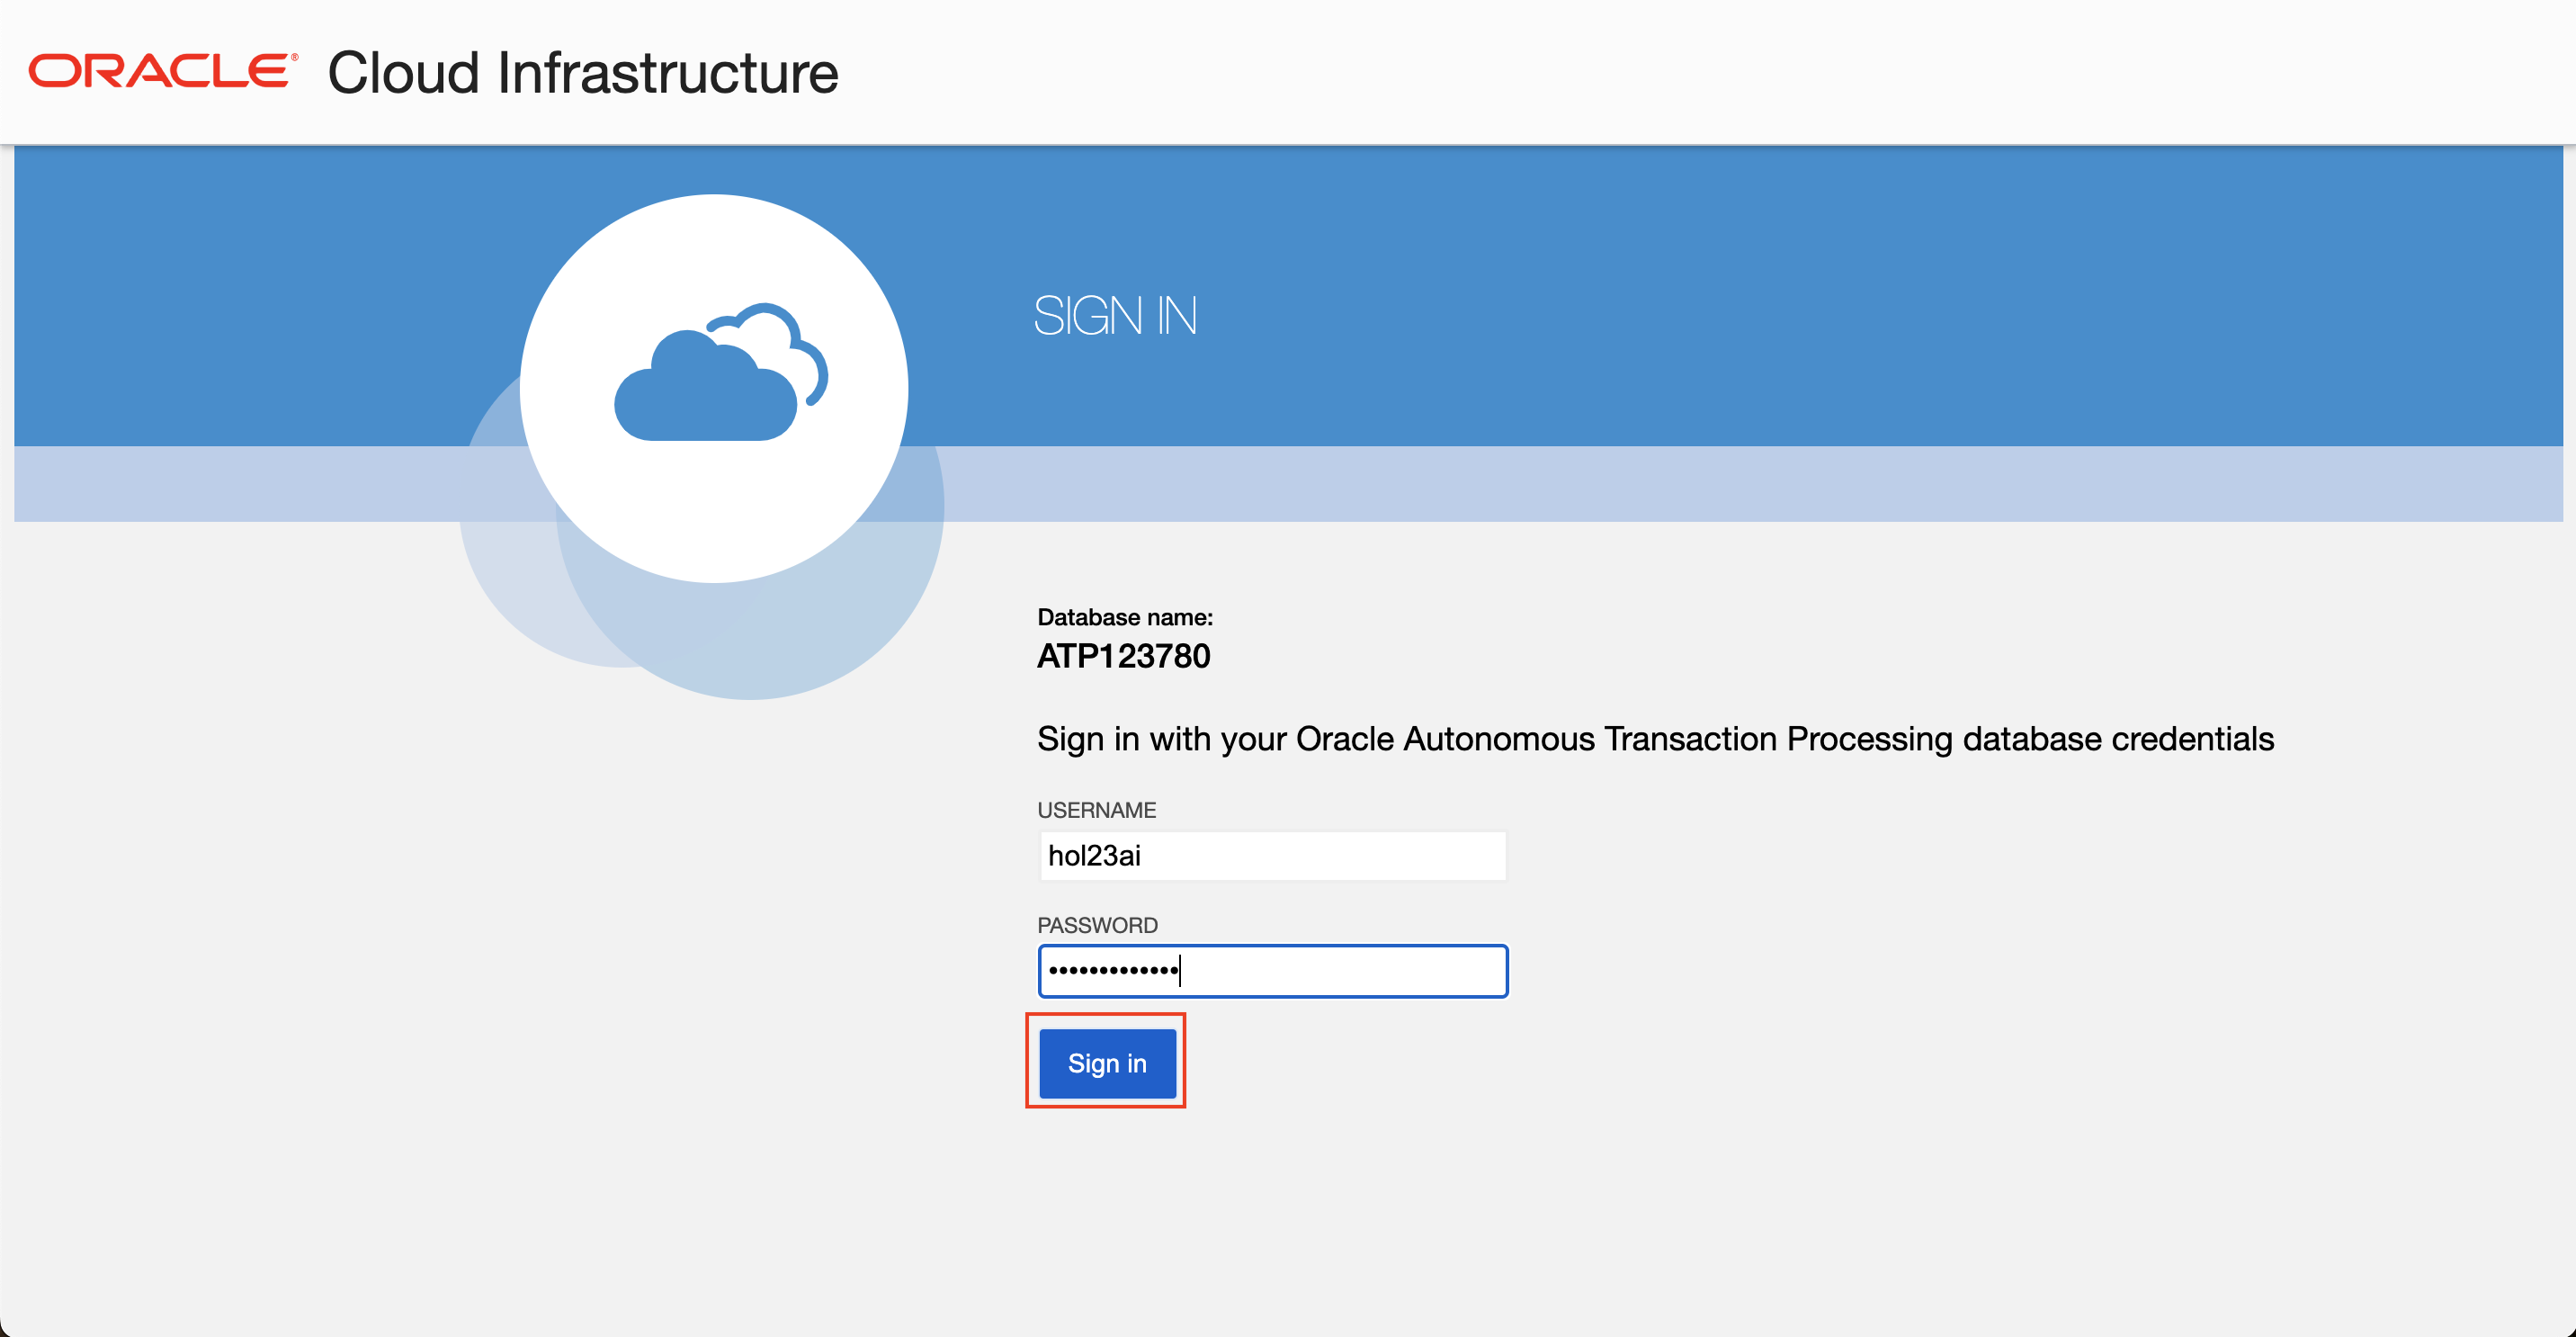 ORACLE® Cloud Infrastructure
SIGN IN
Database name:
ATP123780
Sign in with your Oracle Autonomous Transaction Processing database credentials
USERNAME
hol23ai
PASSWORD
•••••••••••••
Sign in